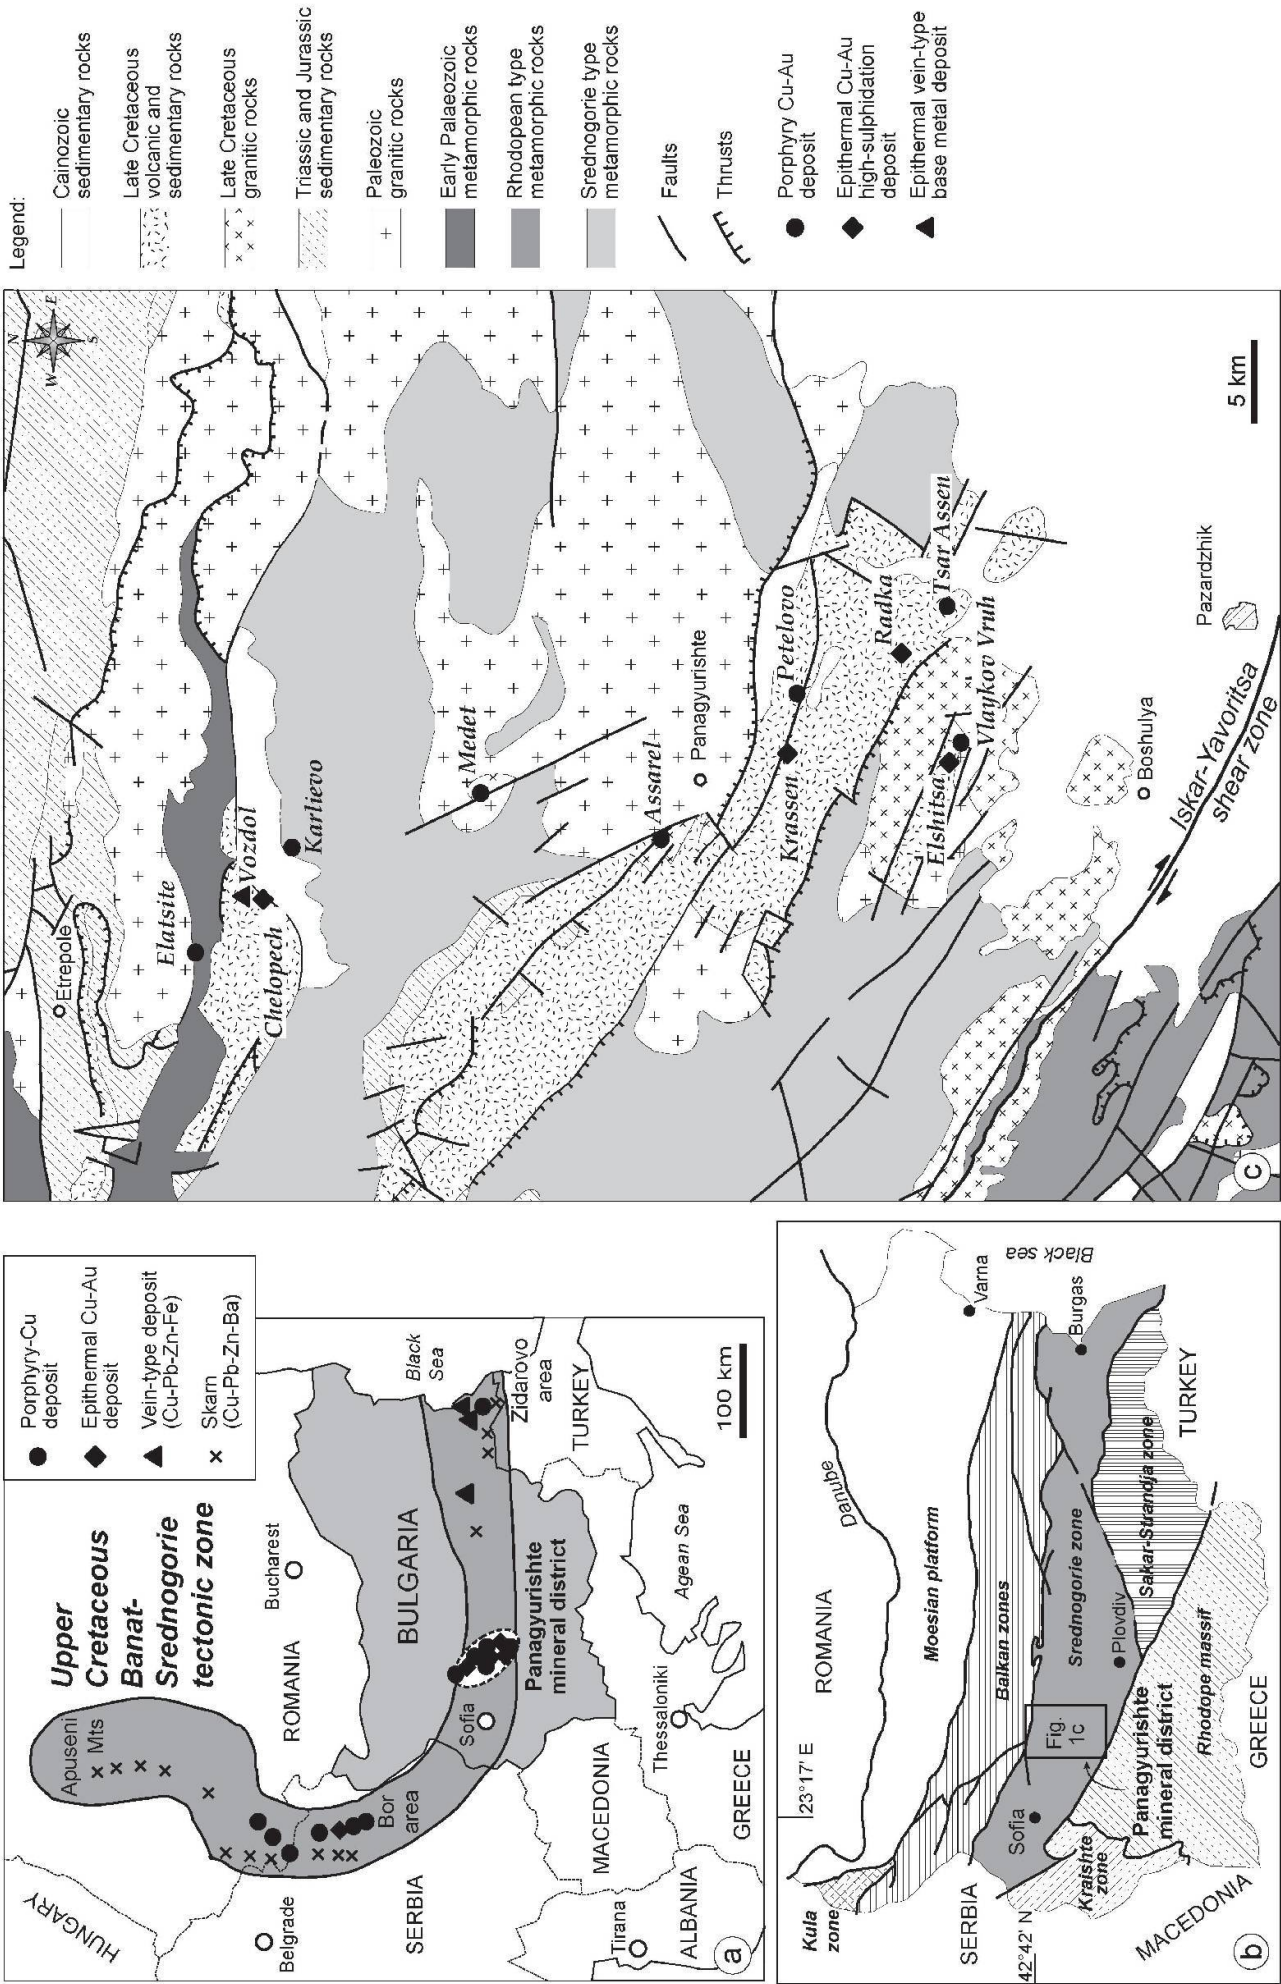 Upper
Cretaceous
Banat-
Srednogorie
tectonic zone
Porphyry-Cu
deposit
Epithermal Cu-Au
deposit
Vein-type deposit
(Cu-Pb-Zn-Fe)
Skarn
(Cu-Pb-Zn-Ba)
HUNGARY
Apuseni
Mts
ROMANIA
Bucharest
Belgrade
Bor
area
SERBIA
BULGARIA
Sofia
Black
Sea
Zidarovo
area
Panagyurishte
mineral district
TURKEY
MACEDONIA
Tirana
ALBANIA
Thessaloniki
GREECE
Agean Sea
100 km
a
23°17' E
ROMANIA
Danube
Kula
zone
Moesian platform
Varna
Black sea
Balkan zones
SERBIA
42°42' N
Sofia
Fig.
1c
Srednogorie zone
Burgas
Plovdiv
Kraishte
zone
Panagyurishte
mineral district
Sakar-Strandja zone
TURKEY
Rhodope massif
MACEDONIA
GREECE
b
N
W
E
S
Etrepole
Elatsite
Vozdol
Chelopech
Karlievo
Medet
Assarel
Panagyurishte
Krassen
Petelovo
Radka
Elshitsa
Vlaykov Vruh
Tsar Assen
Boshulya
Pazardzhik
Iskar-Yavoritsa
shear zone
5 km
c
Legend:
Cainozoic
sedimentary rocks
Late Cretaceous
volcanic and
sedimentary rocks
Late Cretaceous
granitic rocks
Triassic and Jurassic
sedimentary rocks
Paleozoic
granitic rocks
Early Palaeozoic
metamorphic rocks
Rhodopean type
metamorphic rocks
Srednogorie type
metamorphic rocks
Faults
Thrusts
Porphyry Cu-Au
deposit
Epithermal Cu-Au
high-sulphidation
deposit
Epithermal vein-type
base metal deposit